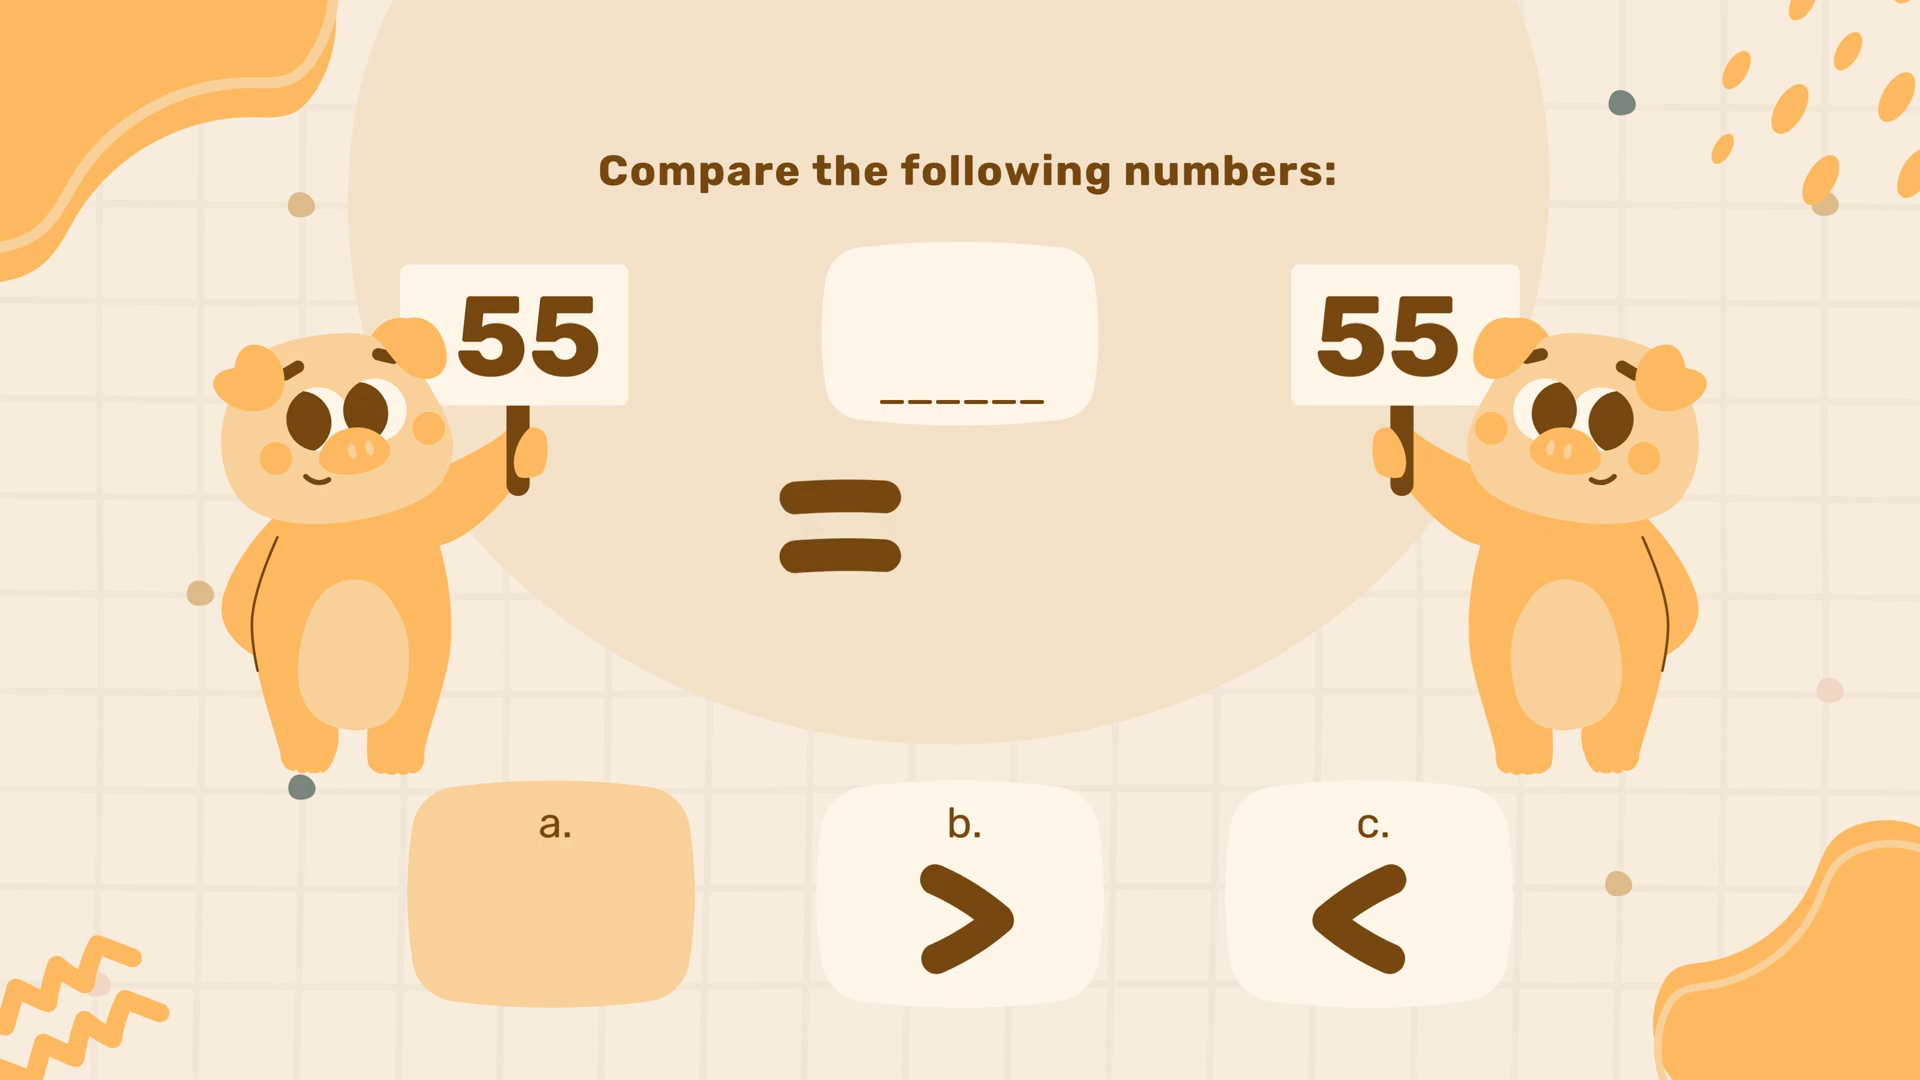 Compare the following numbers:
55 ______ 55
=
a. b. c.
> <